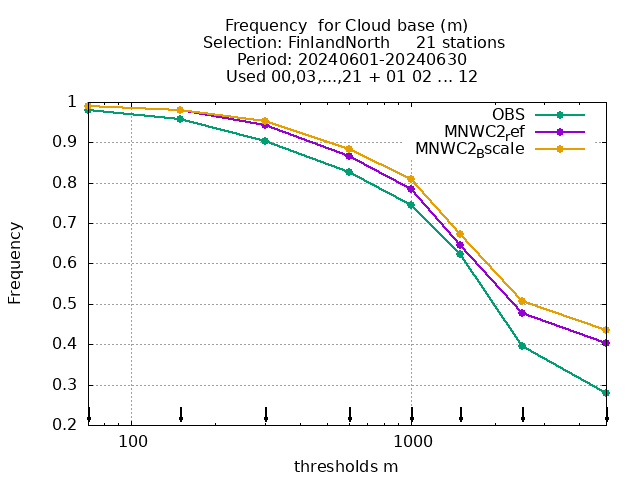 Frequency  for Cloud base (m)
Selection: FinlandNorth     21 stations
Period: 20240601-20240630
Used 00,03,...,21 + 01 02 ... 12
OBS
MNWC2ref
MNWC2Bscale
1
0.9
0.8
0.7
0.6
0.5
0.4
0.3
0.2
Frequency
100
1000
thresholds m